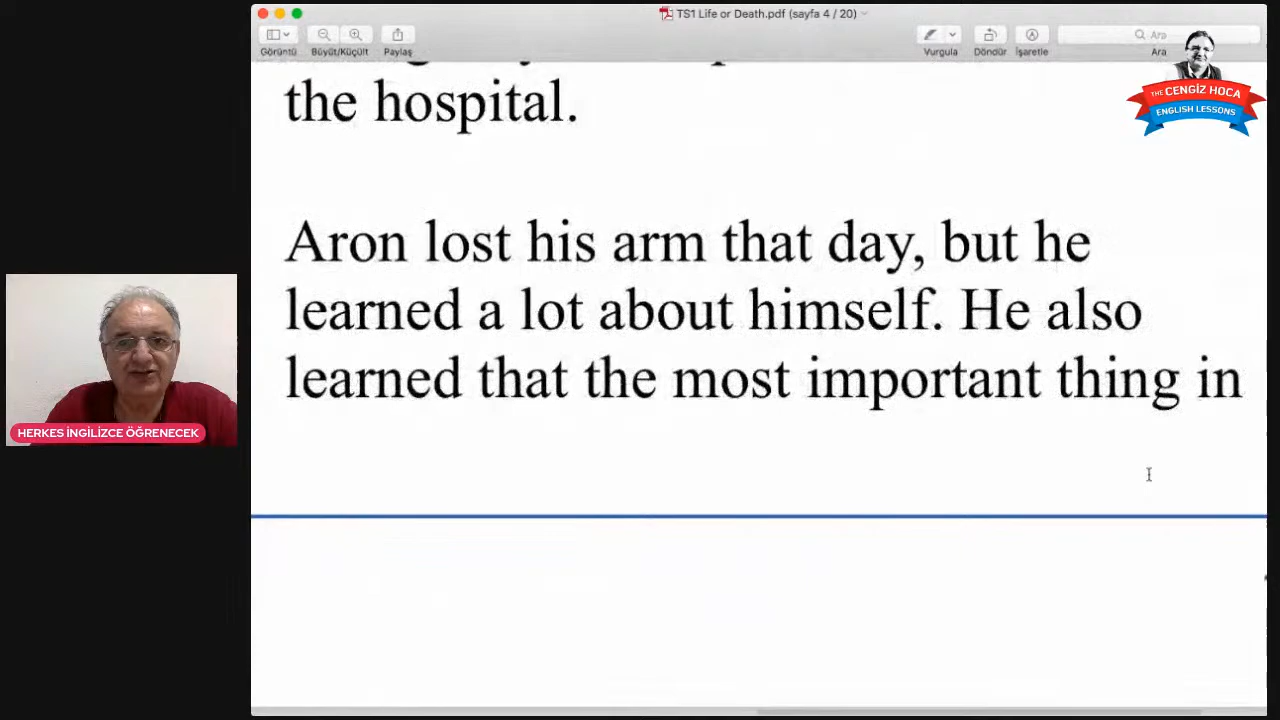 TS1 Life or Death.pdf (sayfa 4 / 20)
Görüntü
Büyüt/Küçült
Paylaş
Vurgula
Döndür
İşaretle
Ara
Ara
THE CENGİZ HOCA
ENGLISH LESSONS
the hospital.
Aron lost his arm that day, but he
learned a lot about himself. He also
learned that the most important thing in
HERKES İNGİLİZCE ÖĞRENECEK